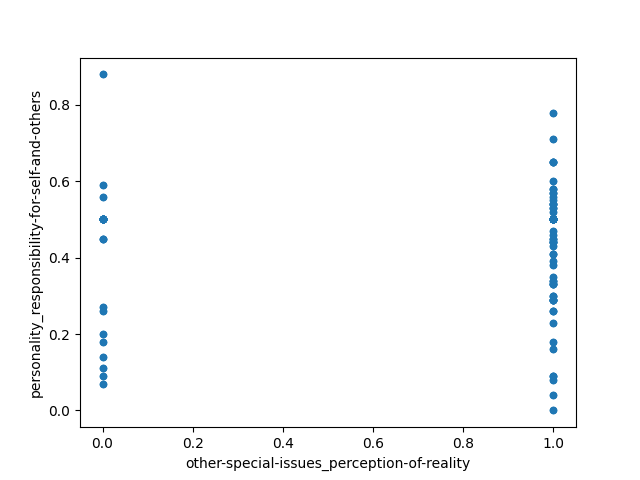 0.8
0.6
0.4
0.2
0.0
personality_responsibility-for-self-and-others
0.0 0.2 0.4 0.6 0.8 1.0
other-special-issues_perception-of-reality